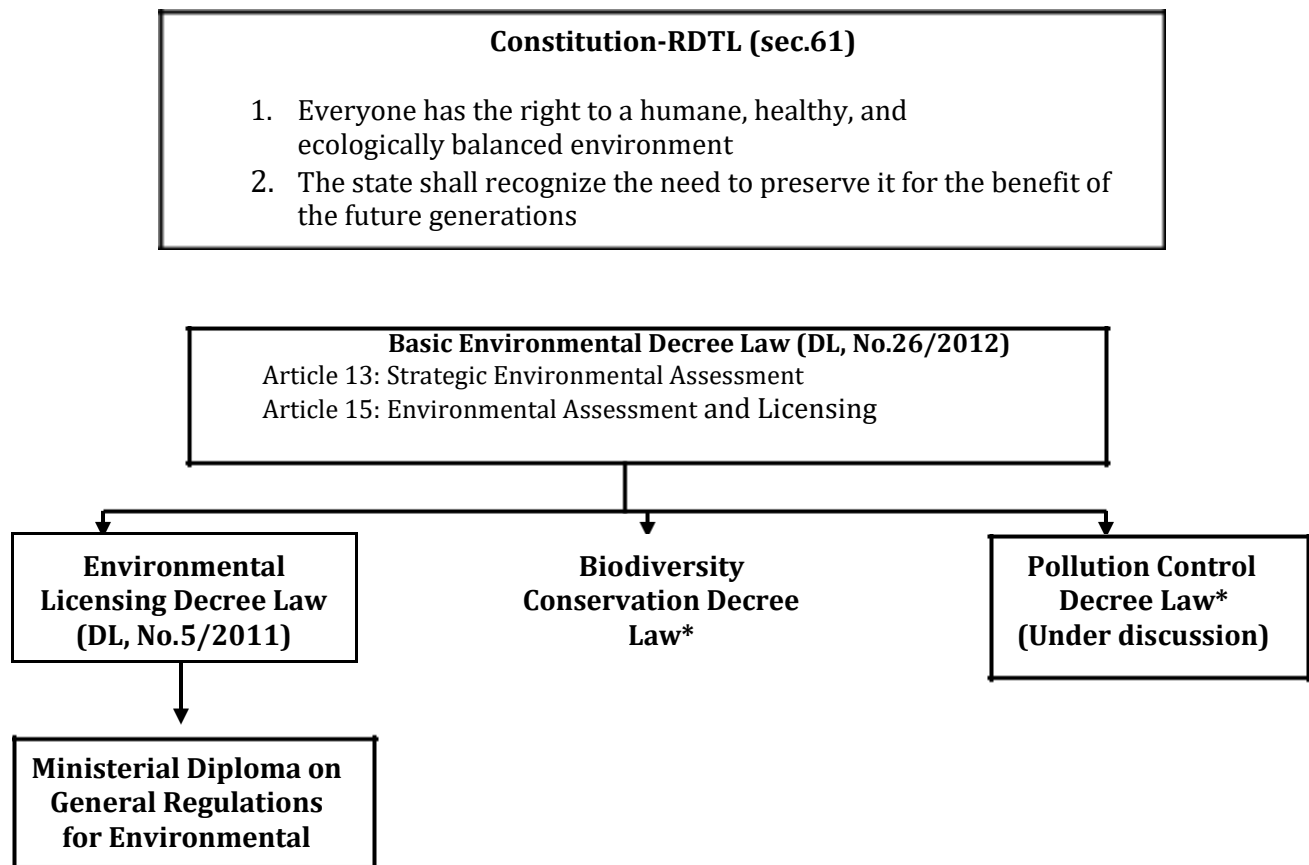 Constitution-RDTL (sec.61)
1. Everyone has the right to a humane, healthy, and
ecologically balanced environment
2. The state shall recognize the need to preserve it for the benefit of
the future generations
Basic Environmental Decree Law (DL, No.26/2012)
Article 13: Strategic Environmental Assessment
Article 15: Environmental Assessment and Licensing
Environmental
Licensing Decree Law
(DL, No.5/2011)
Biodiversity
Conservation Decree
Law*
Pollution Control
Decree Law*
(Under discussion)
Ministerial Diploma on
General Regulations
for Environmental